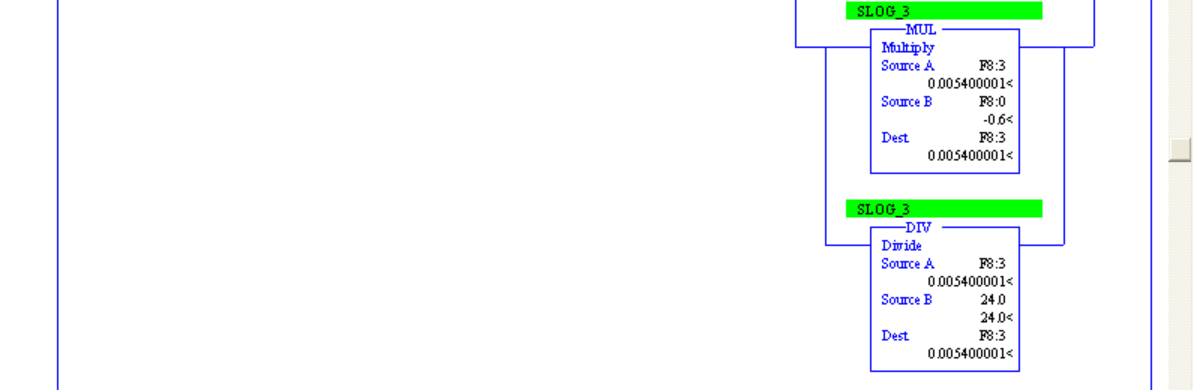 SLOG_3
MUL
Multiply
Source A F8:3
0.005400001<
Source B F8:0
-0.6<
Dest F8:3
0.005400001<
SLOG_3
DIV
Divide
Source A F8:3
0.005400001<
Source B 24.0
24.0<
Dest F8:3
0.005400001<